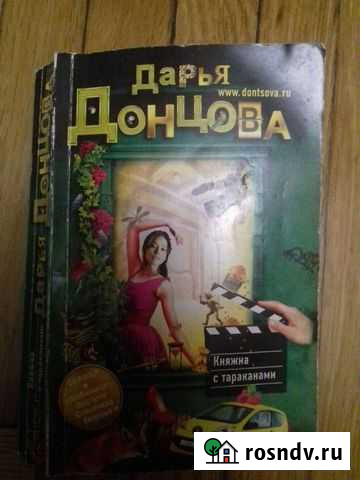 Дарья
www.dontsova.ru
Донцова
Княжна
с тараканами
Дарья Донцова
rosndv.ru